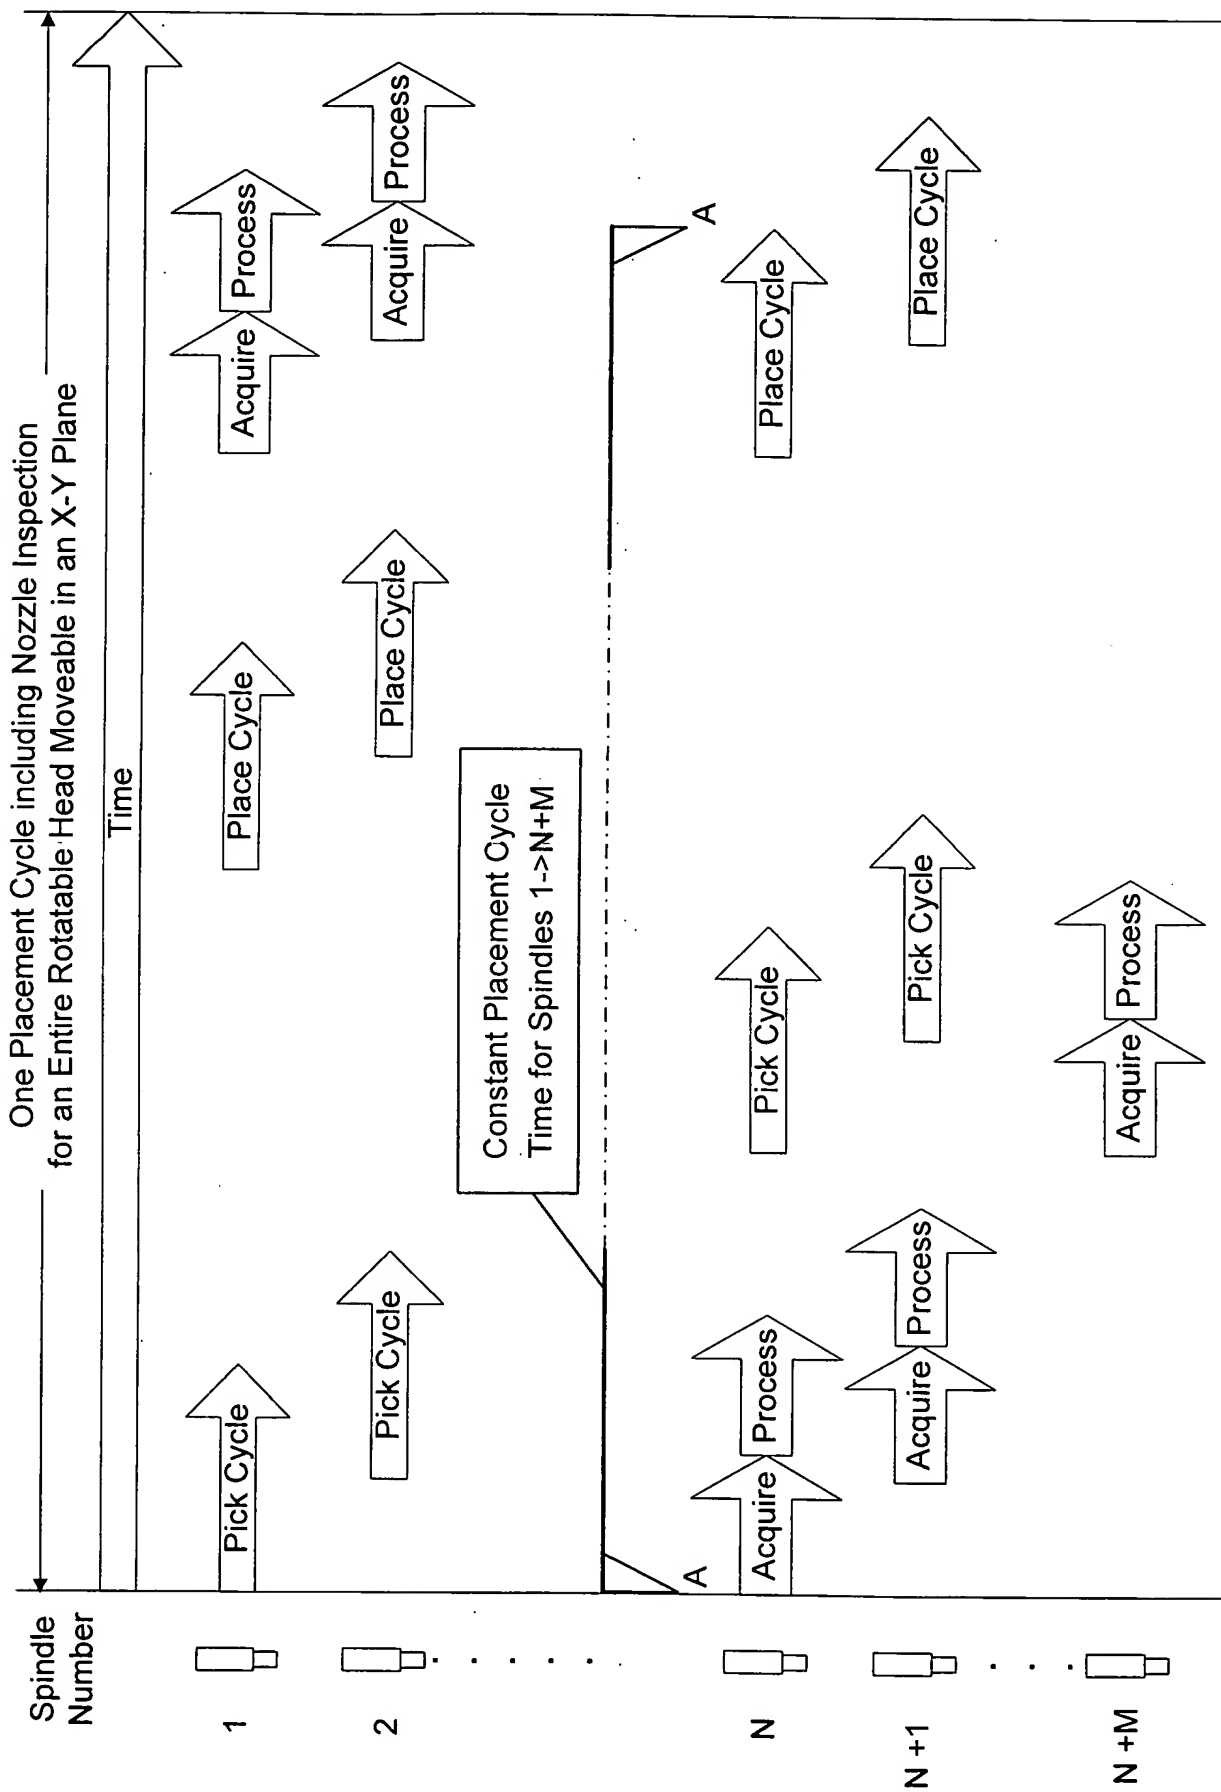 One Placement Cycle including Nozzle Inspection
for an Entire Rotatable Head Moveable in an X-Y Plane
Time
Spindle
Number
1
Pick Cycle
Place Cycle
Acquire
Process
2
Pick Cycle
Place Cycle
Acquire
Process
Constant Placement Cycle
Time for Spindles 1->N+M
A
A
N
Acquire
Process
Pick Cycle
Place Cycle
N +1
Acquire
Process
Pick Cycle
Place Cycle
N +M
Acquire
Process